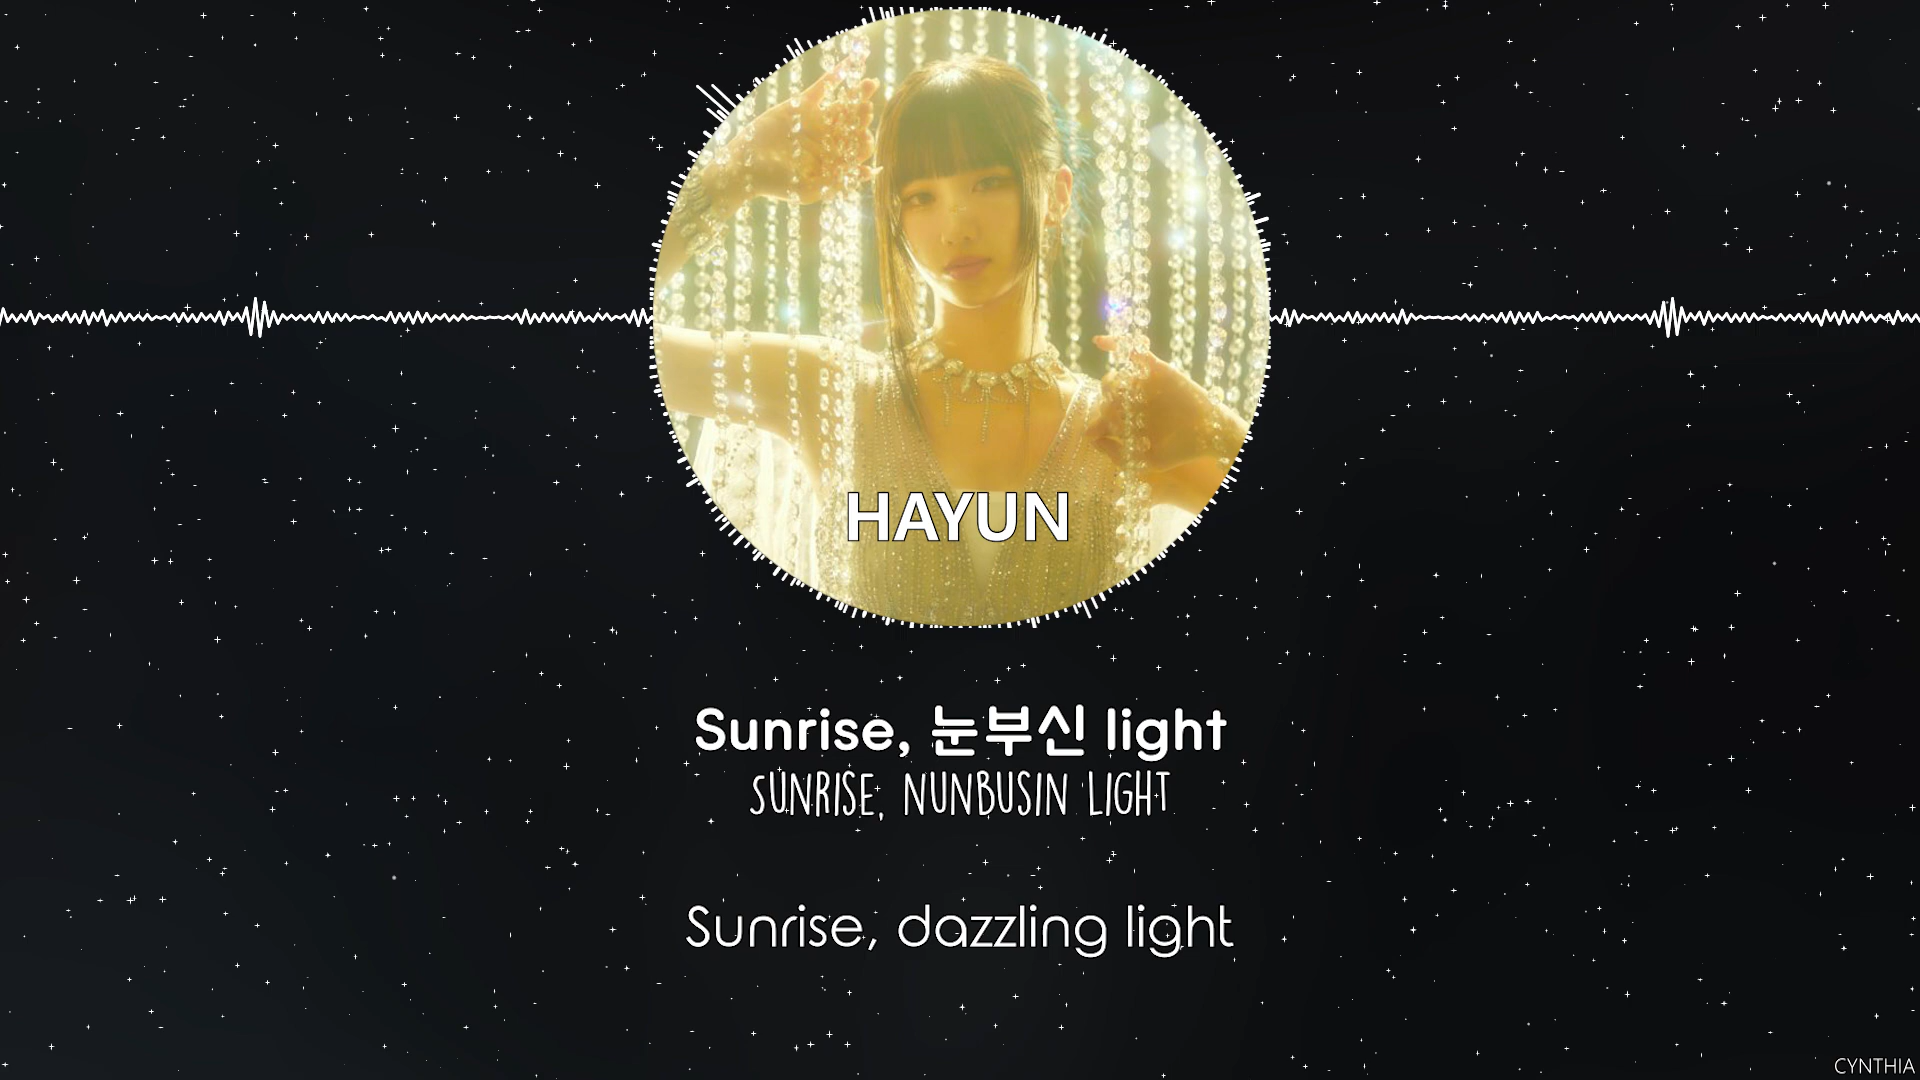 HAYUN
Sunrise, 눈부신 light
SUNRISE, NUNBUSIN LIGHT
Sunrise, dazzling light
CYNTHIA